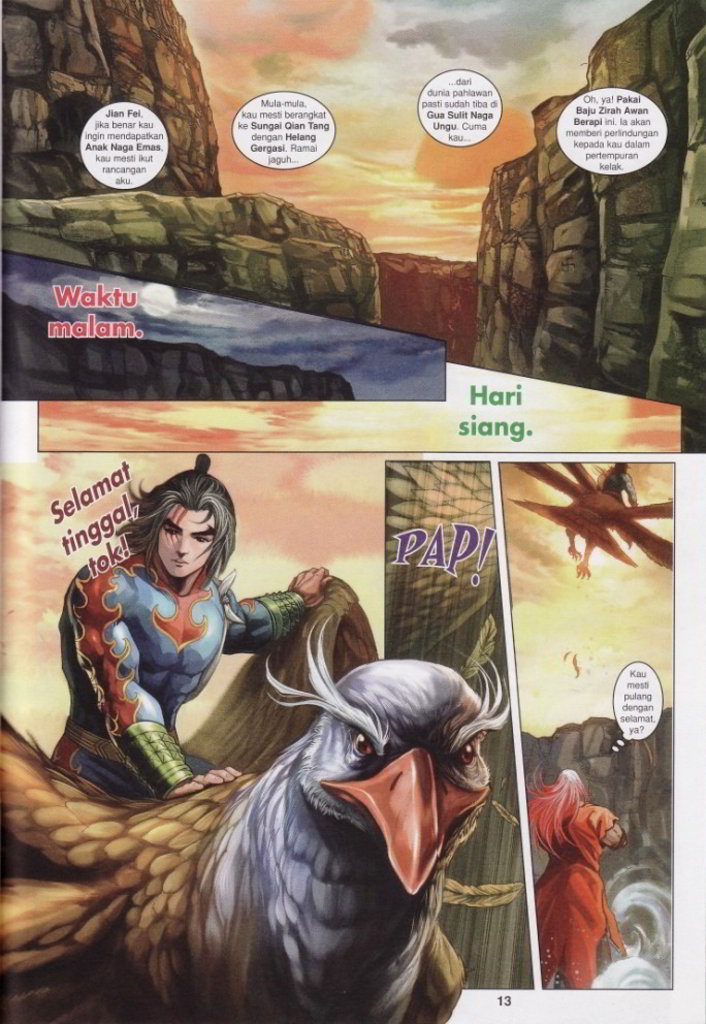 Jian Fei,
jika benar kau
ingin mendapatkan
Anak Naga Emas,
kau mesti ikut
rancangan
aku.
Mula-mula,
kau mesti berangkat
ke Sungai Qian Tang
dengan Helang
Gergasi. Ramai
jaguh...
...dari
dunia pahlawan
pasti sudah tiba di
Gua Sulit Naga
Ungu. Cuma
kau...
Oh, ya! Pakai
Baju Zirah Awan
Berapi ini. Ia akan
memberi perlindungan
kepada kau dalam
pertempuran
kelak.
Waktu
malam.
Hari
siang.
Selamat
tinggal,
tok!
PAP!
Kau
mesti
pulang
dengan
selamat,
ya?
13